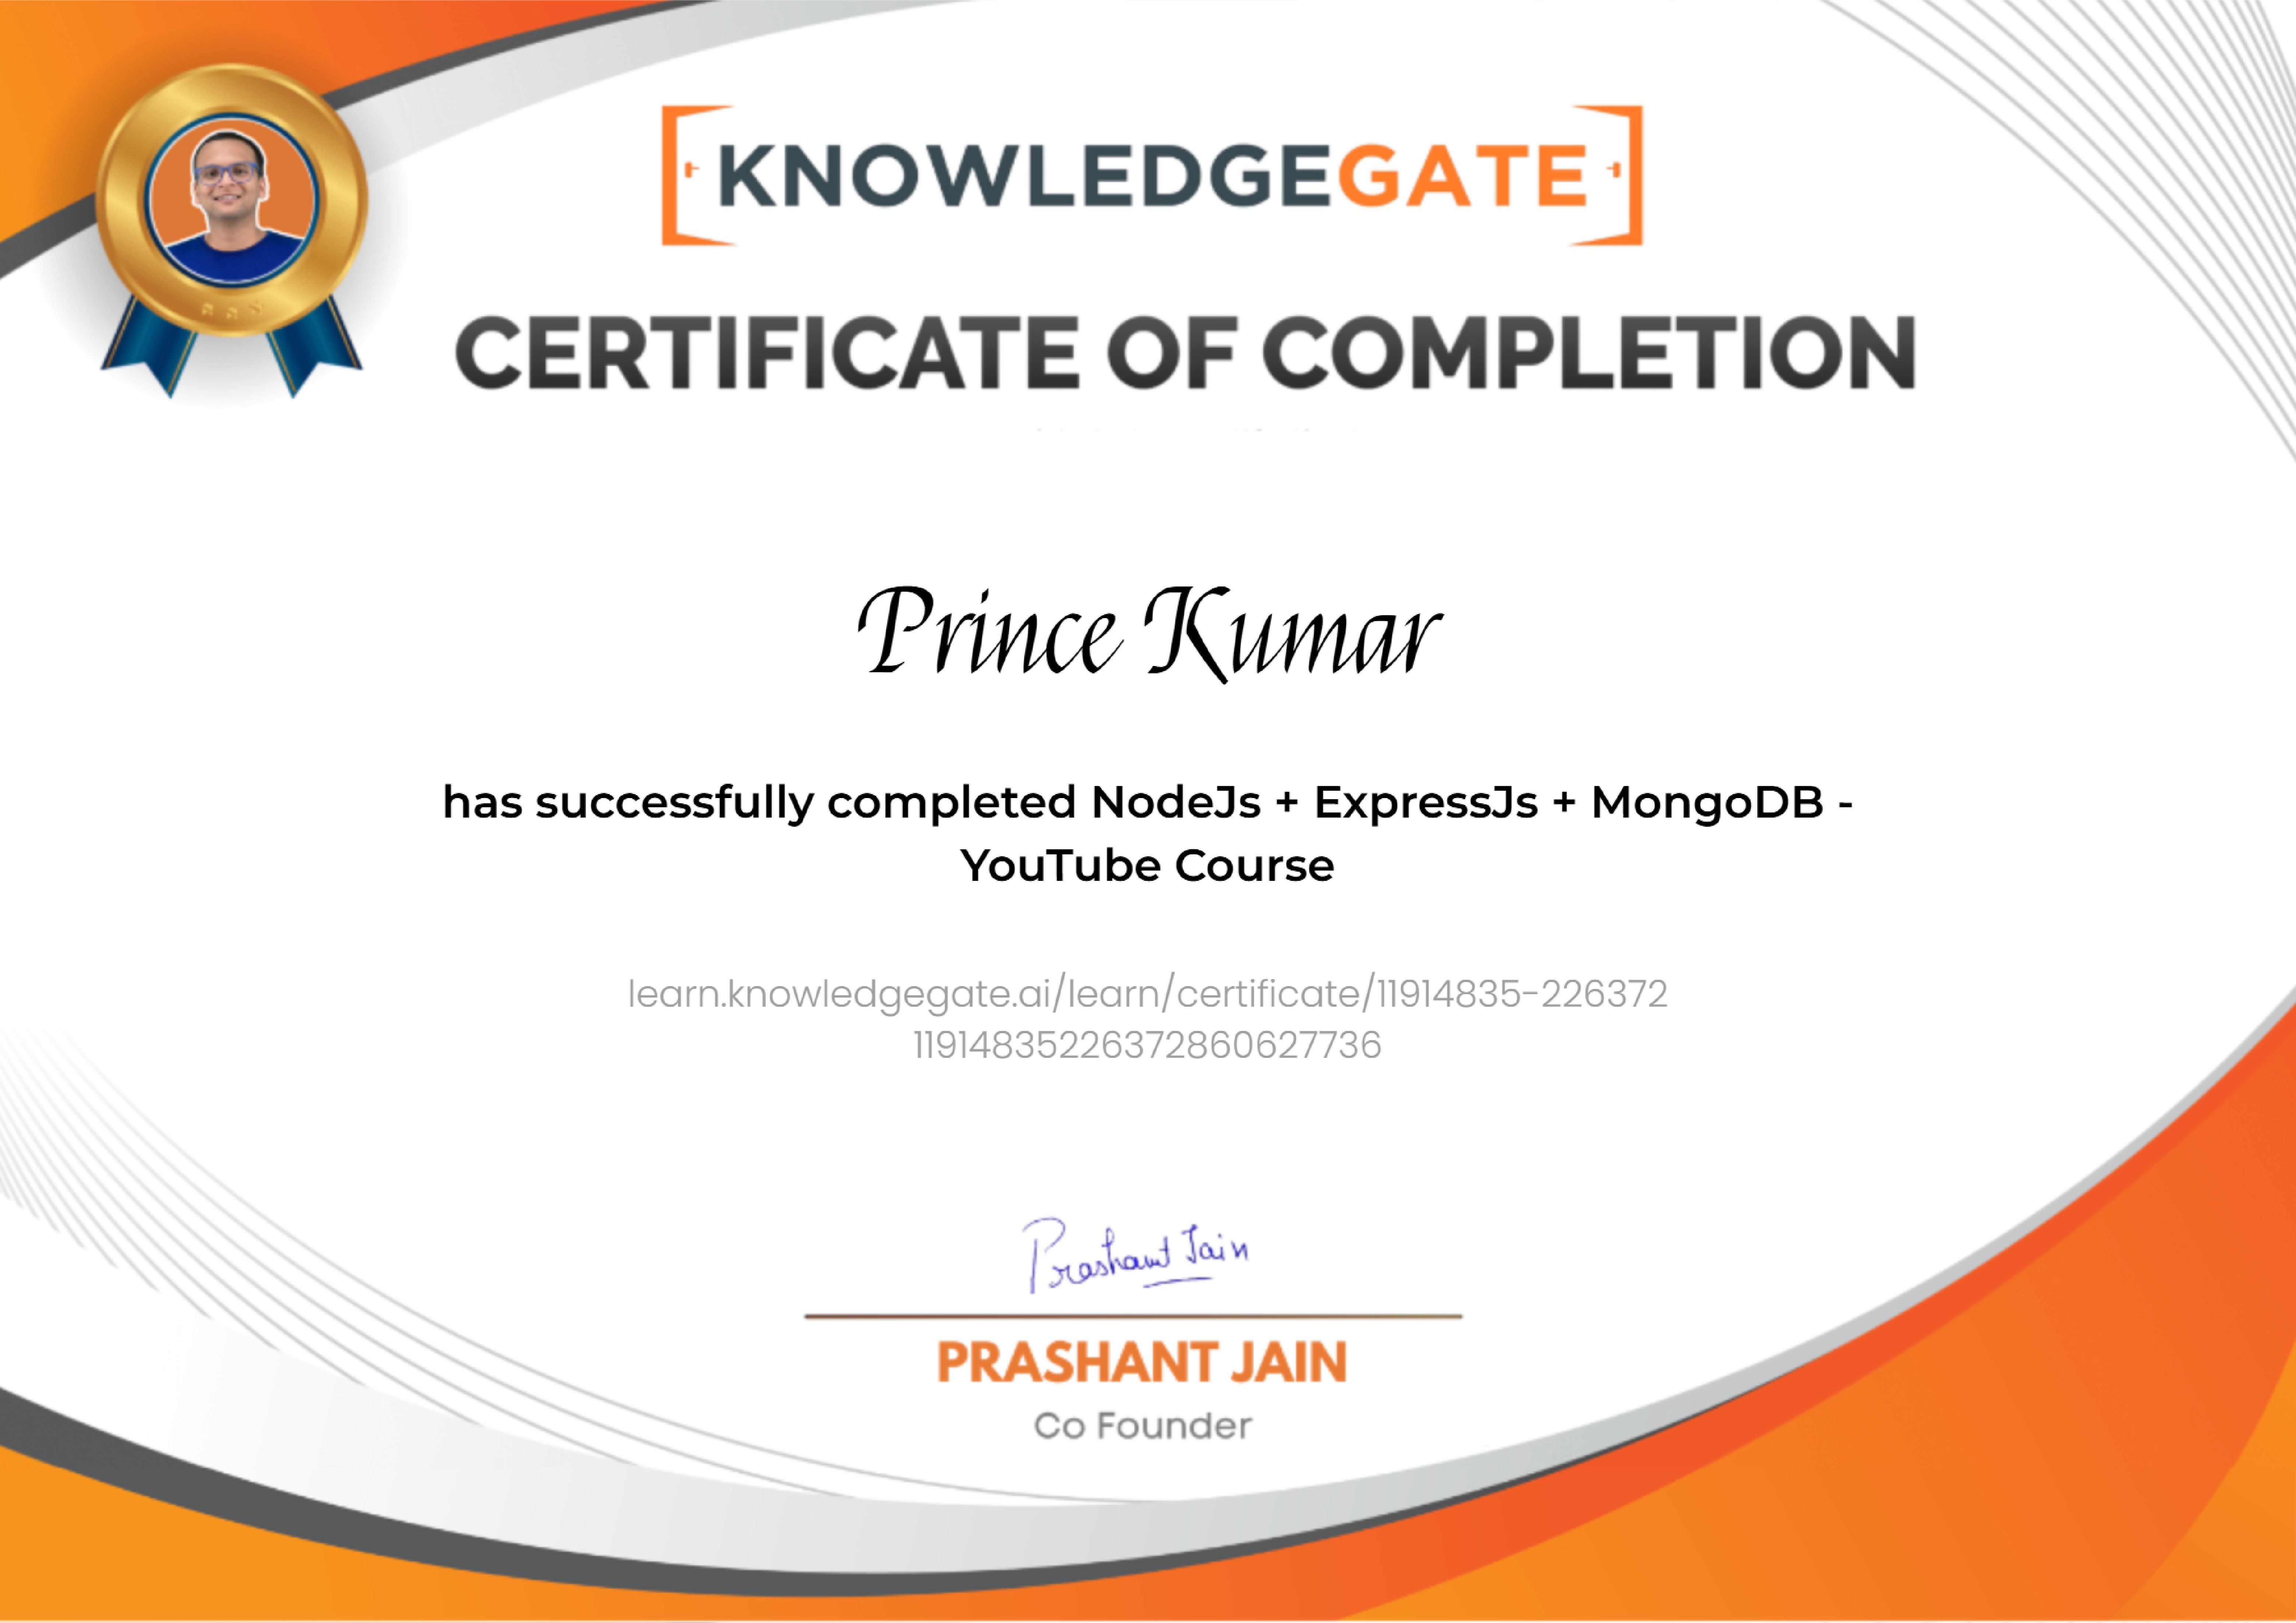 KNOWLEDGEGATE
CERTIFICATE OF COMPLETION
Prince Kumar
has successfully completed NodeJs + ExpressJs + MongoDB -
YouTube Course
learn.knowledgegate.ai/learn/certificate/11914835-226372
11914835226372860627736
Prashant Jain
PRASHANT JAIN
Co Founder